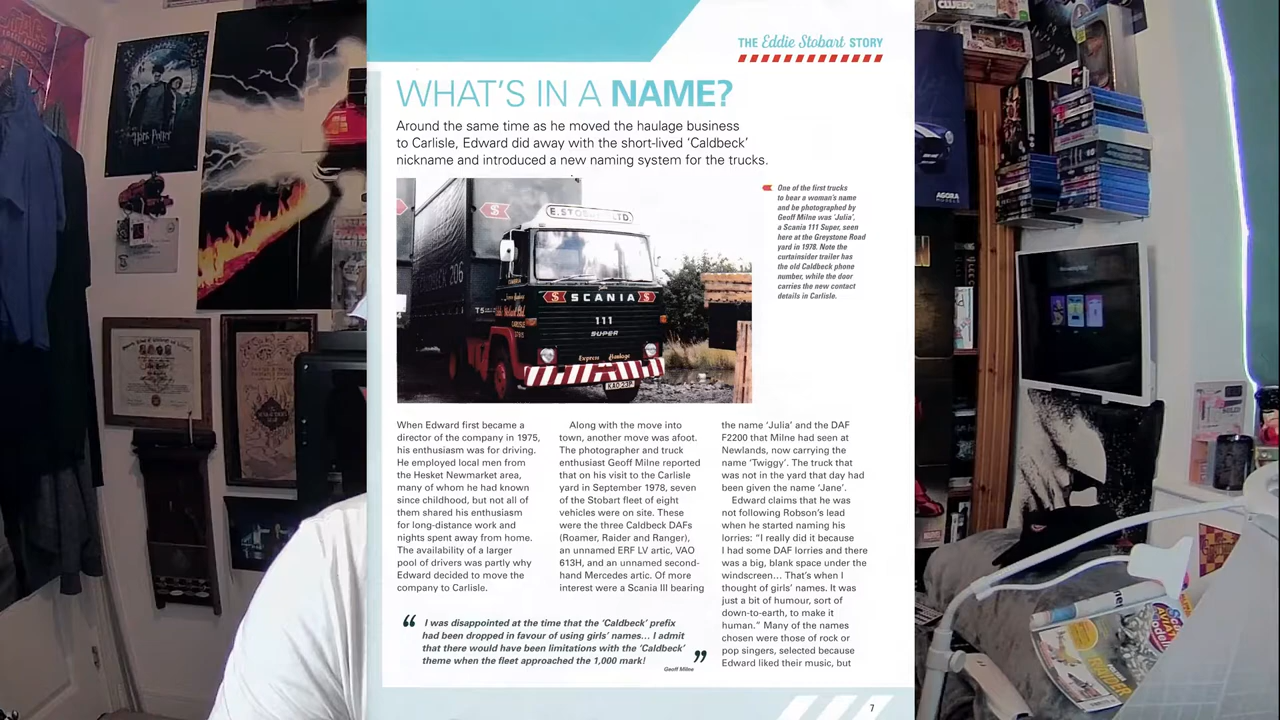 THE Eddie Stobart STORY
WHAT'S IN A NAME?
Around the same time as he moved the haulage business
to Carlisle, Edward did away with the short-lived 'Caldbeck'
nickname and introduced a new naming system for the trucks.
One of the first trucks
to bear a woman's name
and be photographed by
Geoff Milne was 'Julia',
a Scania 111 Super, seen
here at the Greystone Road
yard in 1978. Note the
curtainsider trailer has
the old Caldbeck phone
number, while the door
carries the new contact
details in Carlisle.
SCANIA
111
SUPER
Express Haulage
When Edward first became a
director of the company in 1975,
his enthusiasm was for driving.
He employed local men from
the Hesket Newmarket area,
many of whom he had known
since childhood, but not all of
them shared his enthusiasm
for long-distance work and
nights spent away from home.
The availability of a larger
pool of drivers was partly why
Edward decided to move the
company to Carlisle.
Along with the move into
town, another move was afoot.
The photographer and truck
enthusiast Geoff Milne reported
that on his visit to the Carlisle
yard in September 1978, seven
of the Stobart fleet of eight
vehicles were on site. These
were the three Caldbeck DAFs
(Roamer, Raider and Ranger),
an unnamed ERF LV artic, VAO
613H, and an unnamed second-
hand Mercedes artic. Of more
interest were a Scania III bearing
the name 'Julia' and the DAF
F2200 that Milne had seen at
Newlands, now carrying the
name 'Twiggy'. The truck that
was not in the yard that day had
been given the name 'Jane'.
Edward claims that he was
not following Robson's lead
when he started naming his
lorries: "I really did it because
I had some DAF lorries and there
was a big, blank space under the
windscreen... That's when I
thought of girls' names. It was
just a bit of humour, sort of
down-to-earth, to make it
human." Many of the names
chosen were those of rock or
pop singers, selected because
Edward liked their music, but
“ I was disappointed at the time that the 'Caldbeck' prefix
had been dropped in favour of using girls' names... I admit
that there would have been limitations with the 'Caldbeck'
theme when the fleet approached the 1,000 mark! ”
Geoff Milne
7
Harry Potter
AGORA